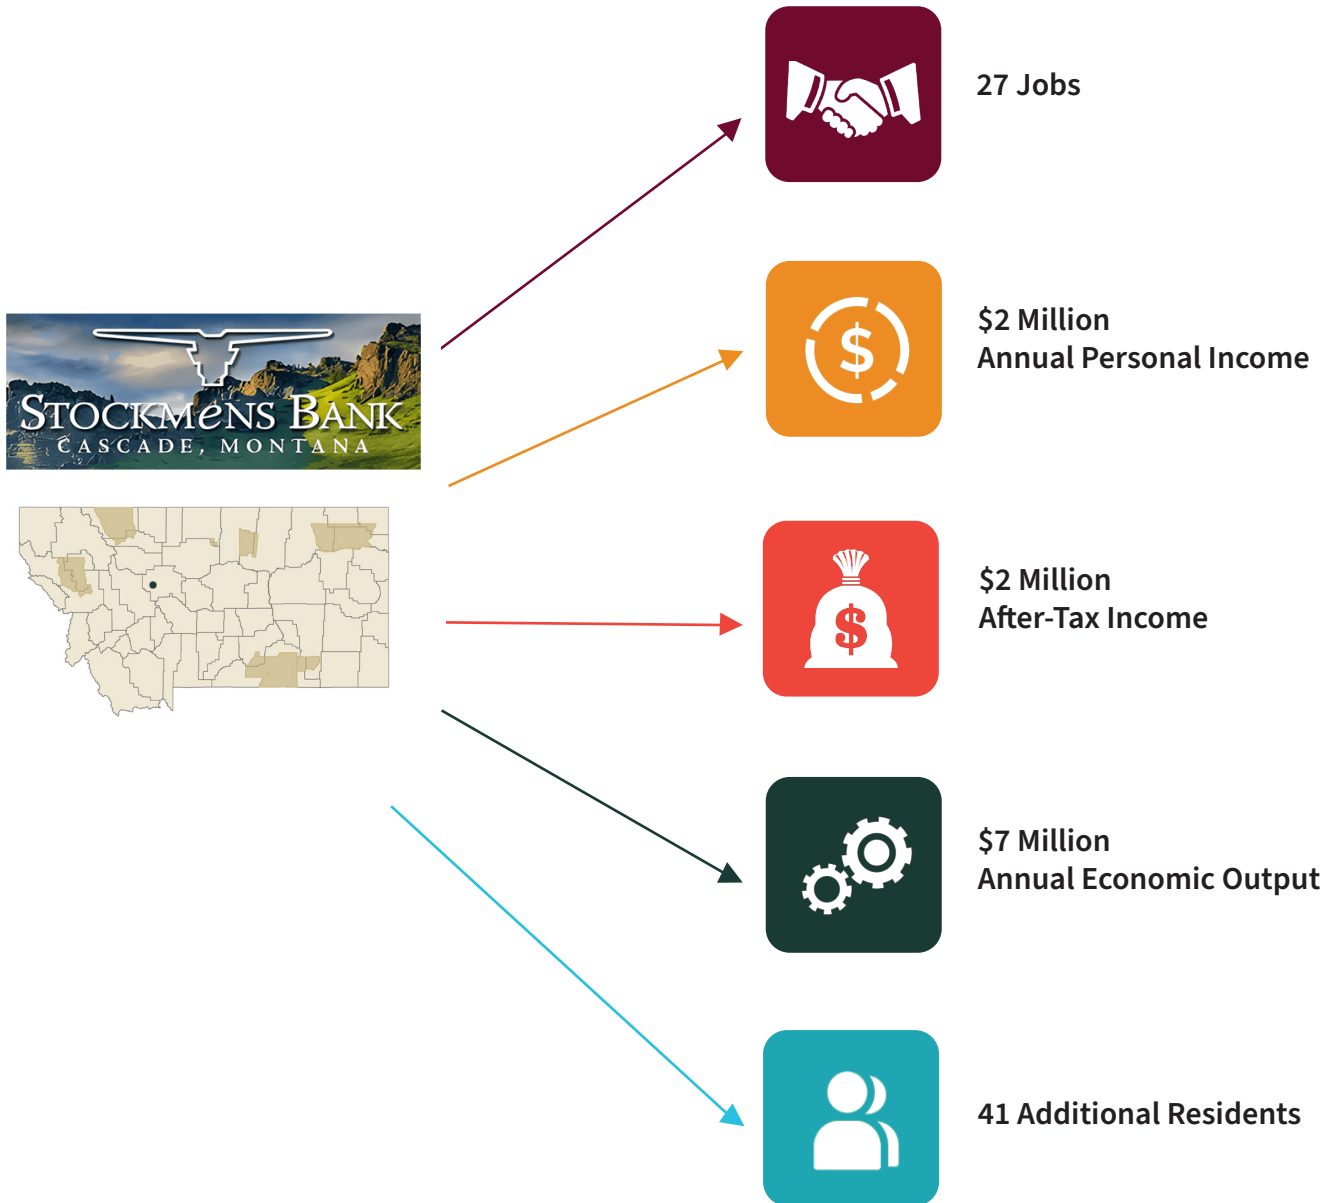 27 Jobs
$2 Million
Annual Personal Income
STOCKMeNS BANK
CASCADE, MONTANA
$2 Million
After-Tax Income
$7 Million
Annual Economic Output
41 Additional Residents